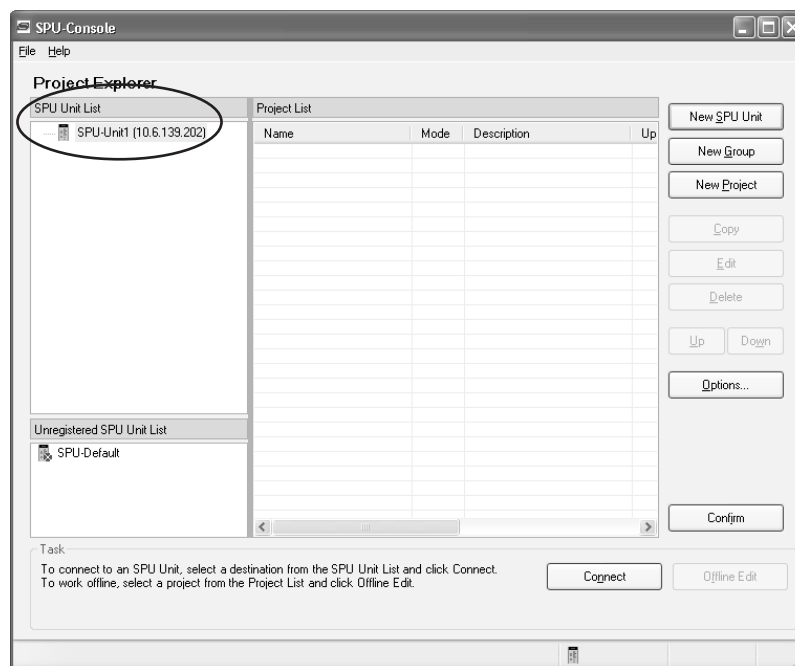 SPU-Console
File Help
Project Explorer
SPU Unit List
SPU-Unit1 (10.6.139.202)
Project List
Name Mode Description Up
New SPU Unit
New Group
New Project
Copy
Edit
Delete
Up Down
Options...
Unregistered SPU Unit List
SPU-Default
Confirm
Task
To connect to an SPU Unit, select a destination from the SPU Unit List and click Connect.
To work offline, select a project from the Project List and click Offline Edit.
Connect
Offline Edit